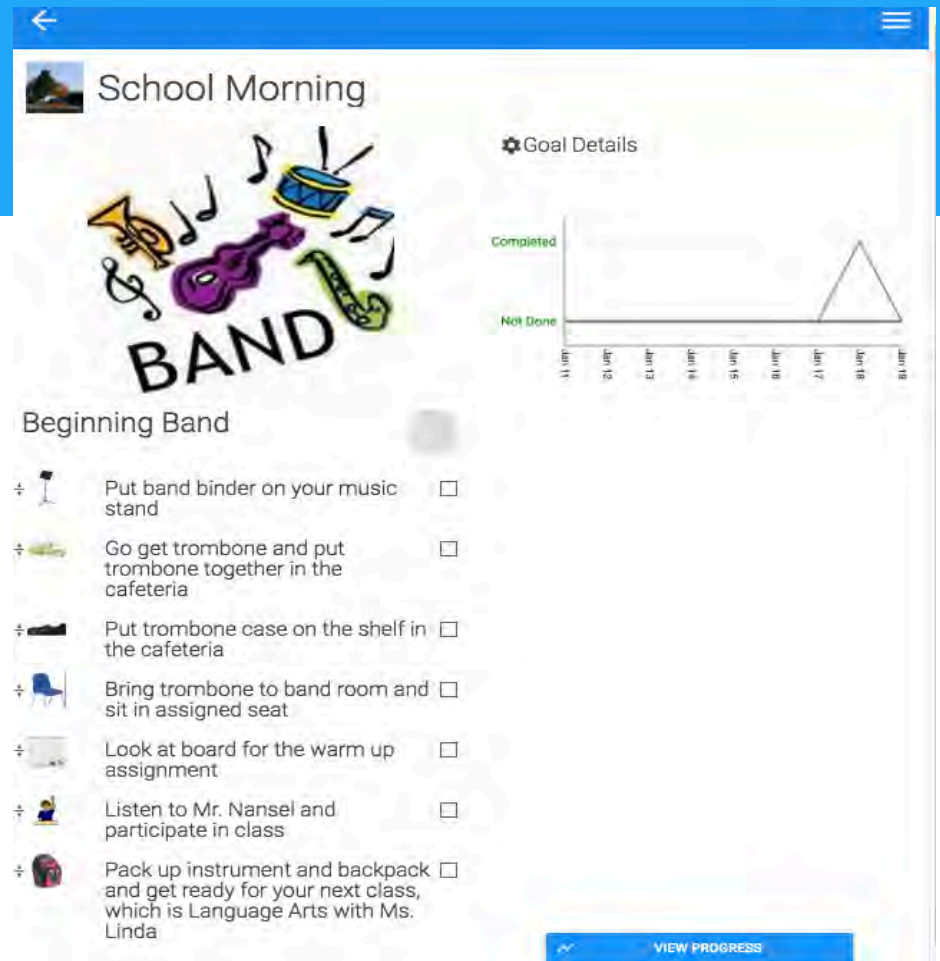 School Morning
BAND
Goal Details
Completed
Not Done
Jan 11
Jan 12
Jan 13
Jan 14
Jan 15
Jan 16
Jan 17
Jan 18
Jan 19
Beginning Band
Put band binder on your music
stand
Go get trombone and put
trombone together in the
cafeteria
Put trombone case on the shelf in
the cafeteria
Bring trombone to band room and
sit in assigned seat
Look at board for the warm up
assignment
Listen to Mr. Nansel and
participate in class
Pack up instrument and backpack
and get ready for your next class,
which is Language Arts with Ms.
Linda
VIEW PROGRESS